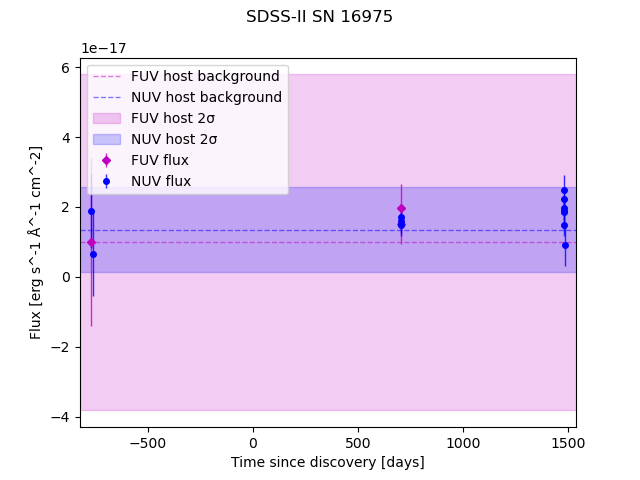 SDSS-II SN 16975
1e−17
6
4
2
0
−2
−4
Flux [erg s^-1 Å^-1 cm^-2]
FUV host background
NUV host background
FUV host 2σ
NUV host 2σ
FUV flux
NUV flux
−500
0
500
1000
1500
Time since discovery [days]